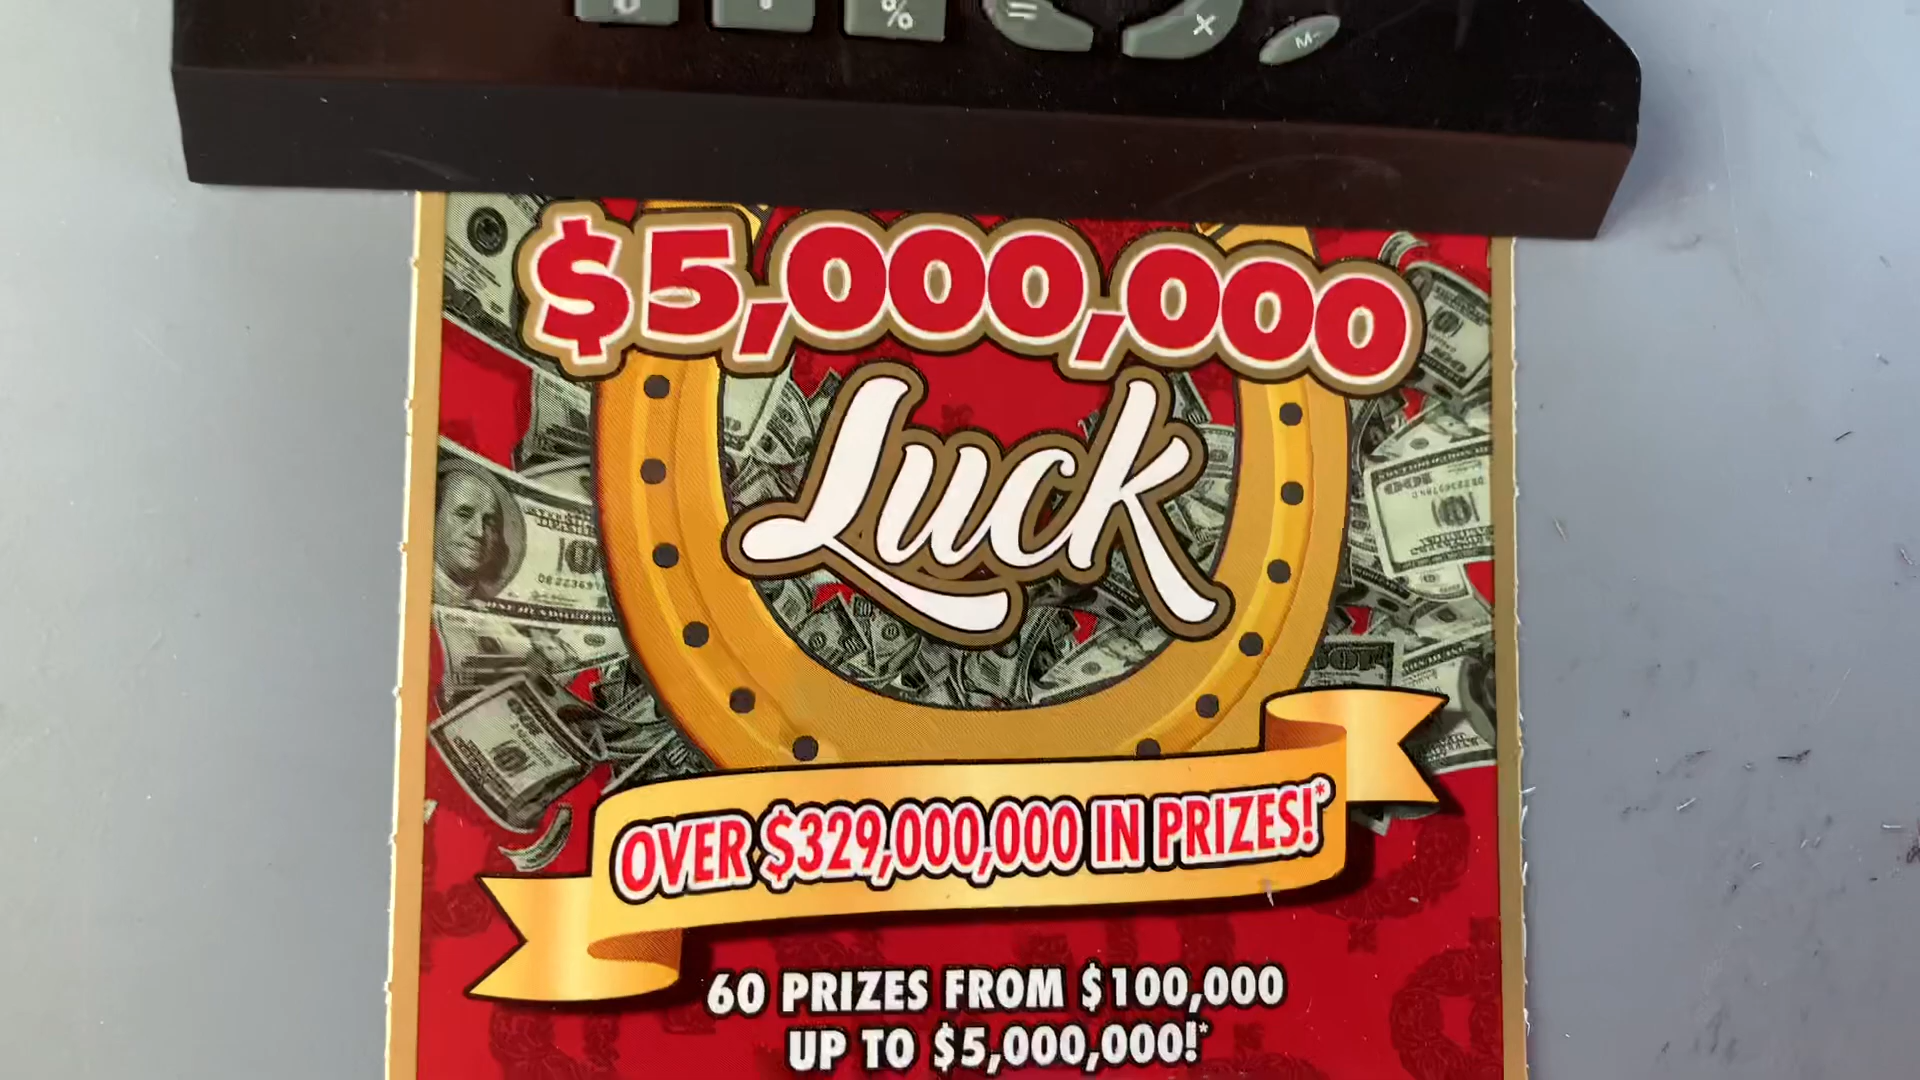 %
=
×
M-
$5,000,000
Luck
OVER $329,000,000 IN PRIZES!*
60 PRIZES FROM $100,000
UP TO $5,000,000!*